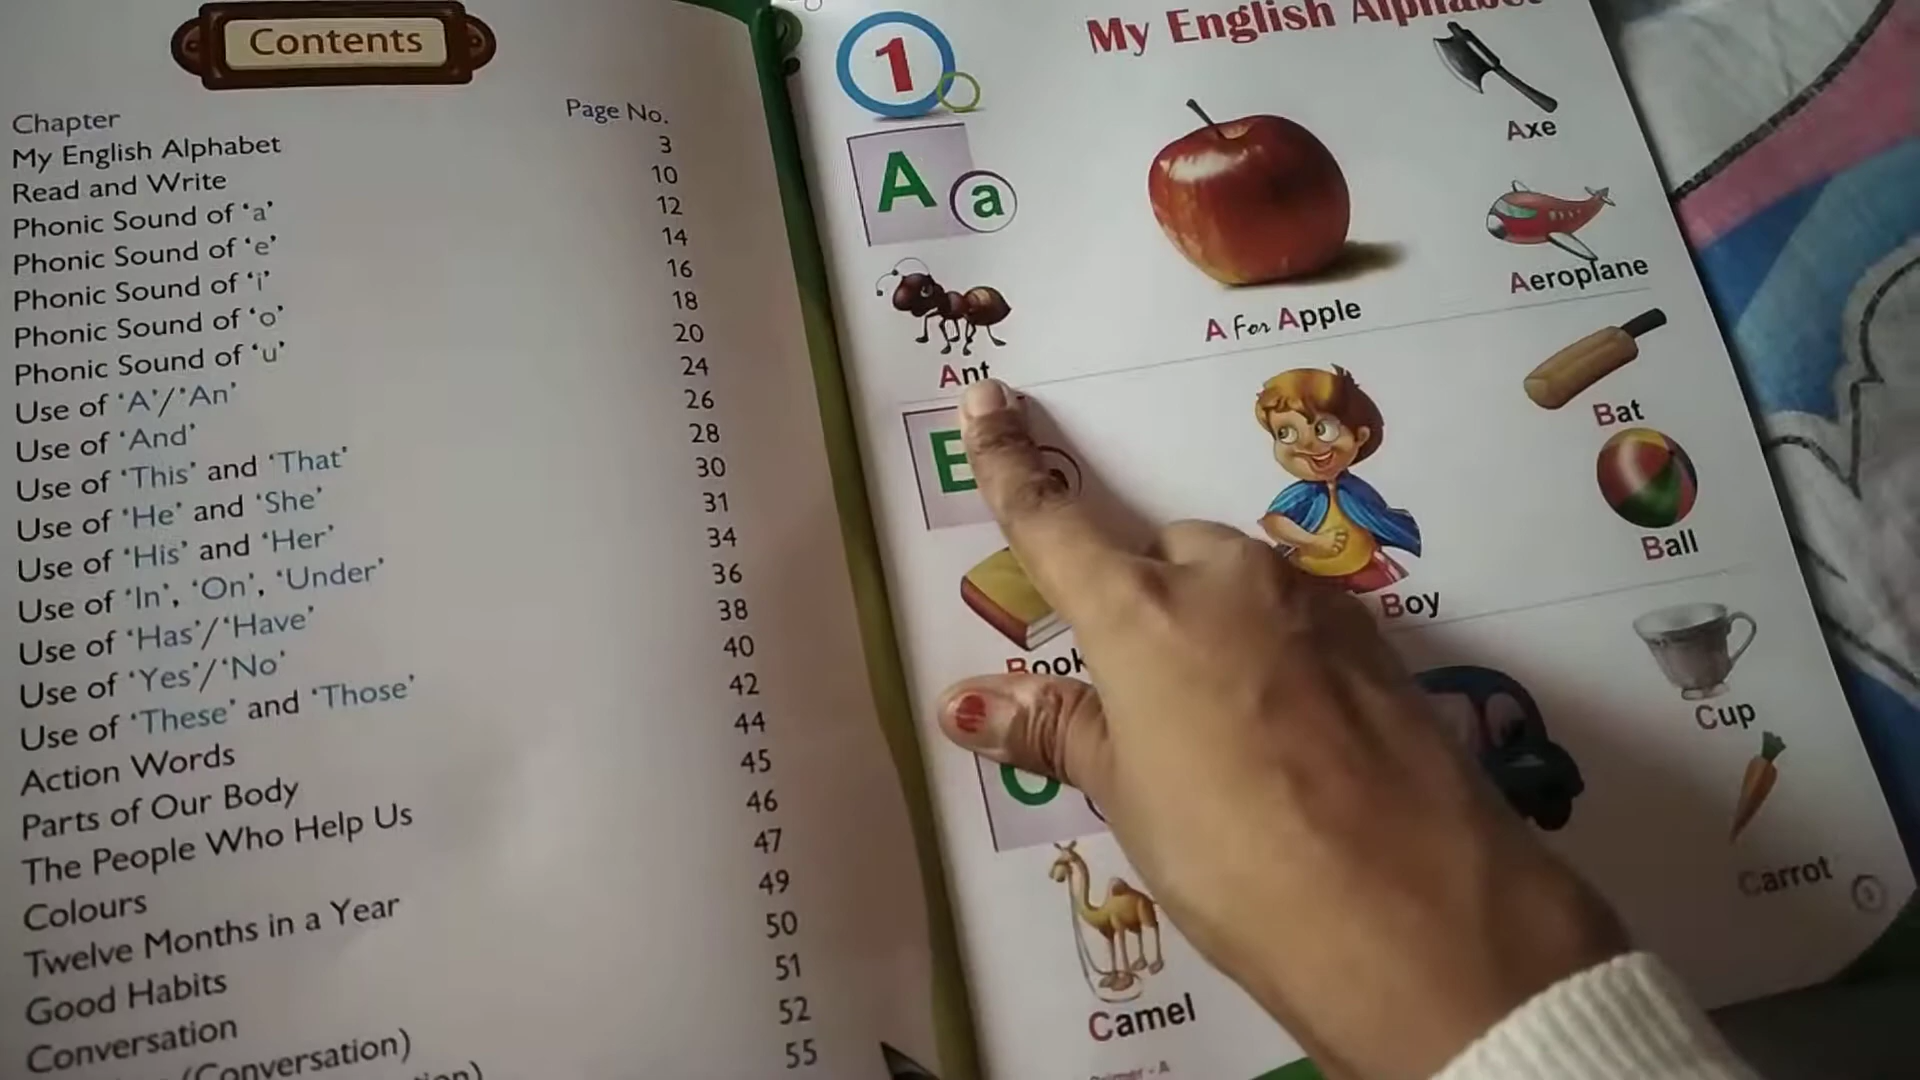 Contents
Chapter Page No.
My English Alphabet 3
Read and Write 10
Phonic Sound of ‘a’ 12
Phonic Sound of ‘e’ 14
Phonic Sound of ‘i’ 16
Phonic Sound of ‘o’ 18
Phonic Sound of ‘u’ 20
Use of ‘A’/‘An’ 24
Use of ‘And’ 26
Use of ‘This’ and ‘That’ 28
Use of ‘He’ and ‘She’ 30
Use of ‘His’ and ‘Her’ 31
Use of ‘In’, ‘On’, ‘Under’ 34
Use of ‘Has’/‘Have’ 36
Use of ‘Yes’/‘No’ 38
Use of ‘These’ and ‘Those’ 40
Action Words 42
Parts of Our Body 44
The People Who Help Us 45
Colours 46
Twelve Months in a Year 47
Good Habits 49
Conversation 50
(Conversation) 51
52
55
1
My English Alphabet
A a
Axe
Aeroplane
A for Apple
Ant
Bat
Ball
Boy
Book
Cup
Carrot
Camel